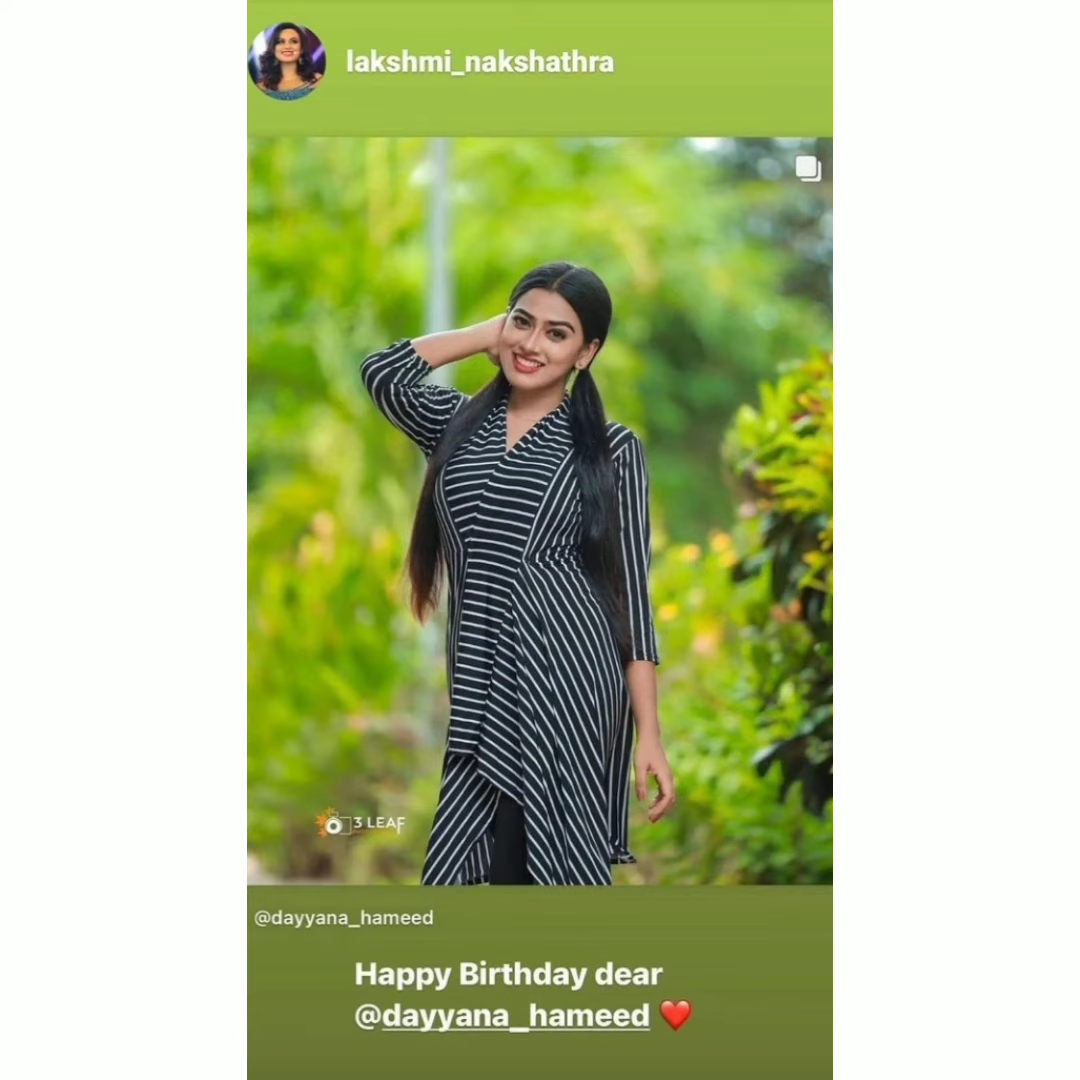 lakshmi_nakshathra
3 LEAF
@dayyana_hameed
Happy Birthday dear
@dayyana_hameed ❤️